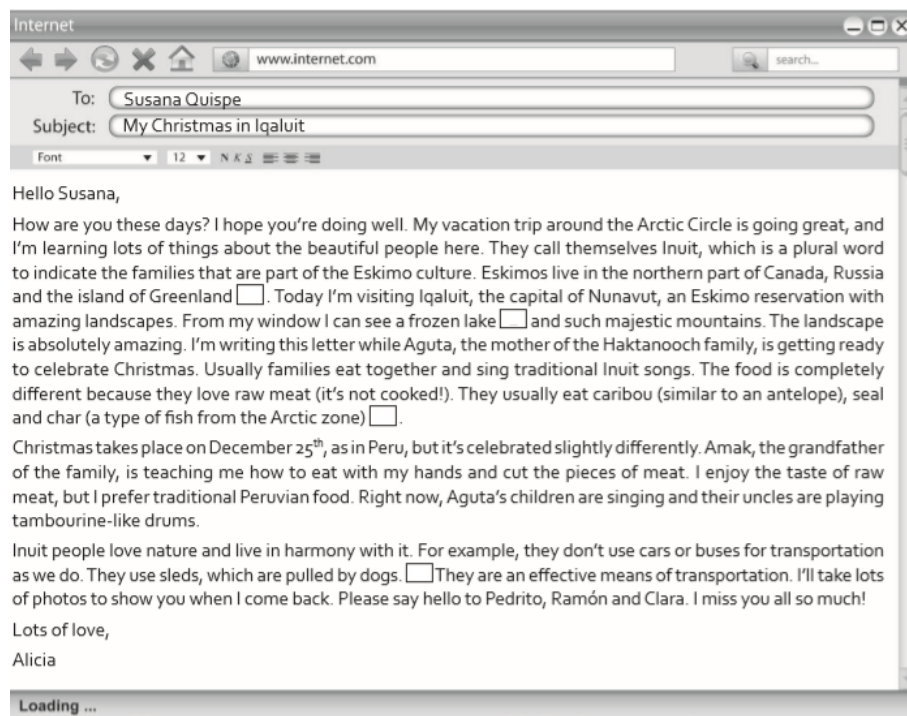 Internet
www.internet.com
search...
To: Susana Quispe
Subject: My Christmas in Iqaluit
Font 12 N K S
Hello Susana,
How are you these days? I hope you're doing well. My vacation trip around the Arctic Circle is going great, and
I'm learning lots of things about the beautiful people here. They call themselves Inuit, which is a plural word
to indicate the families that are part of the Eskimo culture. Eskimos live in the northern part of Canada, Russia
and the island of Greenland . Today I'm visiting Iqaluit, the capital of Nunavut, an Eskimo reservation with
amazing landscapes. From my window I can see a frozen lake and such majestic mountains. The landscape
is absolutely amazing. I'm writing this letter while Aguta, the mother of the Haktanooch family, is getting ready
to celebrate Christmas. Usually families eat together and sing traditional Inuit songs. The food is completely
different because they love raw meat (it's not cooked!). They usually eat caribou (similar to an antelope), seal
and char (a type of fish from the Arctic zone) .
Christmas takes place on December 25th, as in Peru, but it's celebrated slightly differently. Amak, the grandfather
of the family, is teaching me how to eat with my hands and cut the pieces of meat. I enjoy the taste of raw
meat, but I prefer traditional Peruvian food. Right now, Aguta's children are singing and their uncles are playing
tambourine-like drums.
Inuit people love nature and live in harmony with it. For example, they don't use cars or buses for transportation
as we do. They use sleds, which are pulled by dogs. They are an effective means of transportation. I'll take lots
of photos to show you when I come back. Please say hello to Pedrito, Ramón and Clara. I miss you all so much!
Lots of love,
Alicia
Loading ...